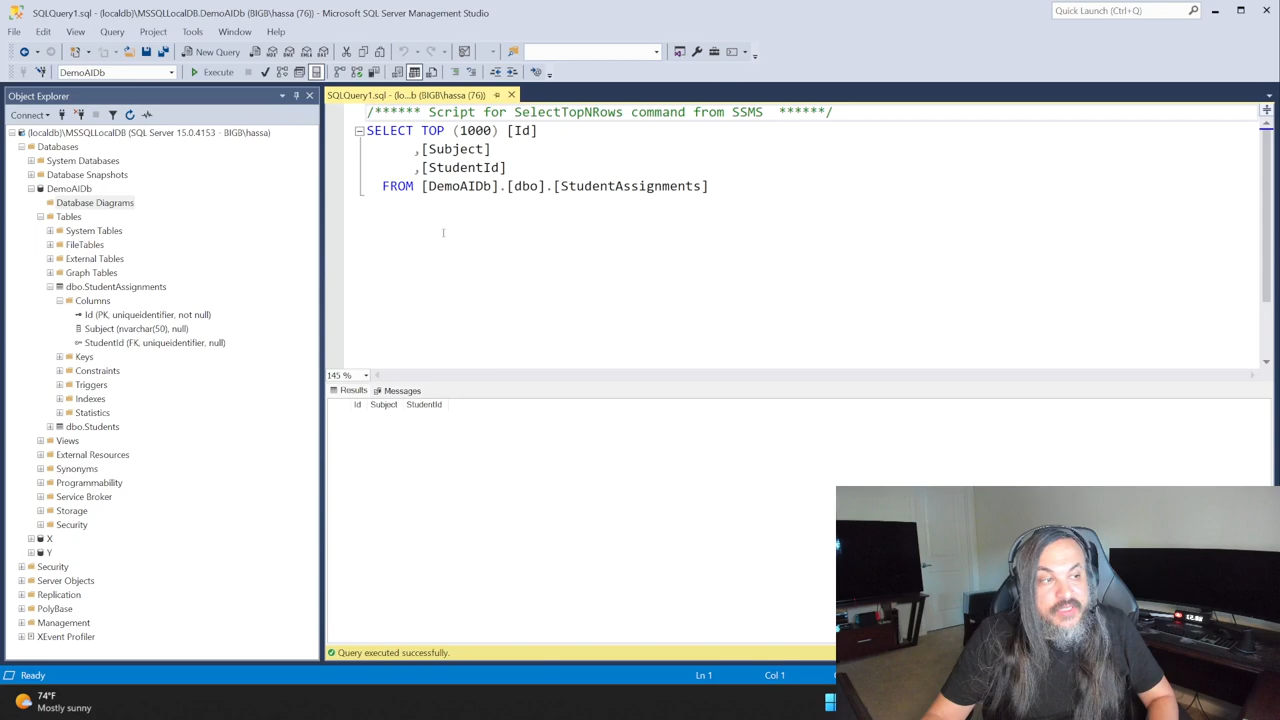 SQLQuery1.sql - (localdb)\MSSQLLocalDB.DemoAIDb (BIGB\hassa (76)) - Microsoft SQL Server Management Studio
Quick Launch (Ctrl+Q)
File Edit View Query Project Tools Window Help
New Query
DemoAIDb Execute
Object Explorer
Connect
(localdb)\MSSQLLocalDB (SQL Server 15.0.4153 - BIGB\hassa)
Databases
System Databases
Database Snapshots
DemoAIDb
Database Diagrams
Tables
System Tables
FileTables
External Tables
Graph Tables
dbo.StudentAssignments
Columns
Id (PK, uniqueidentifier, not null)
Subject (nvarchar(50), null)
StudentId (FK, uniqueidentifier, null)
Keys
Constraints
Triggers
Indexes
Statistics
dbo.Students
Views
External Resources
Synonyms
Programmability
Service Broker
Storage
Security
X
Y
Security
Server Objects
Replication
PolyBase
Management
XEvent Profiler
SQLQuery1.sql - (lo...b (BIGB\hassa (76))
/****** Script for SelectTopNRows command from SSMS  ******/
SELECT TOP (1000) [Id]
,[Subject]
,[StudentId]
FROM [DemoAIDb].[dbo].[StudentAssignments]
145 %
Results Messages
Id Subject StudentId
Query executed successfully.
Ready Ln 1 Col 1
74°F
Mostly sunny